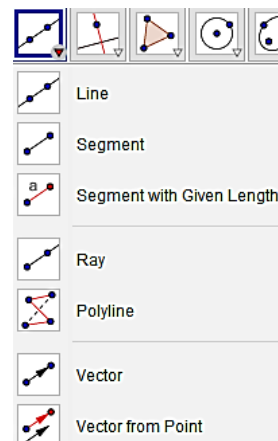 Line
Segment
a
Segment with Given Length
Ray
Polyline
Vector
Vector from Point